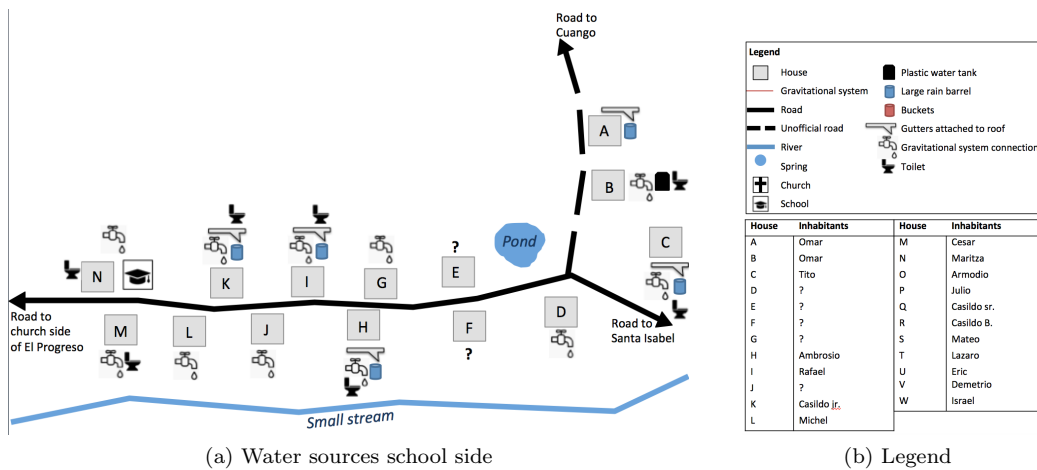 Road to
Cuango
A
B
Pond
C
?
E
N
K
I
G
D
Road to
church side
of El Progreso
M
L
J
H
F
?
Road to
Santa Isabel
Small stream
(a) Water sources school side
Legend
House
Gravitational system
Road
Unofficial road
River
Spring
Church
School
Plastic water tank
Large rain barrel
Buckets
Gutters attached to roof
Gravitational system connection
Toilet
House Inhabitants House Inhabitants
A Omar M Cesar
B Omar N Maritza
C Tito O Armodio
D ? P Julio
E ? Q Casildo sr.
F ? R Casildo B.
G ? S Mateo
H Ambrosio T Lazaro
I Rafael U Eric
J ? V Demetrio
K Casildo jr. W Israel
L Michel
(b) Legend